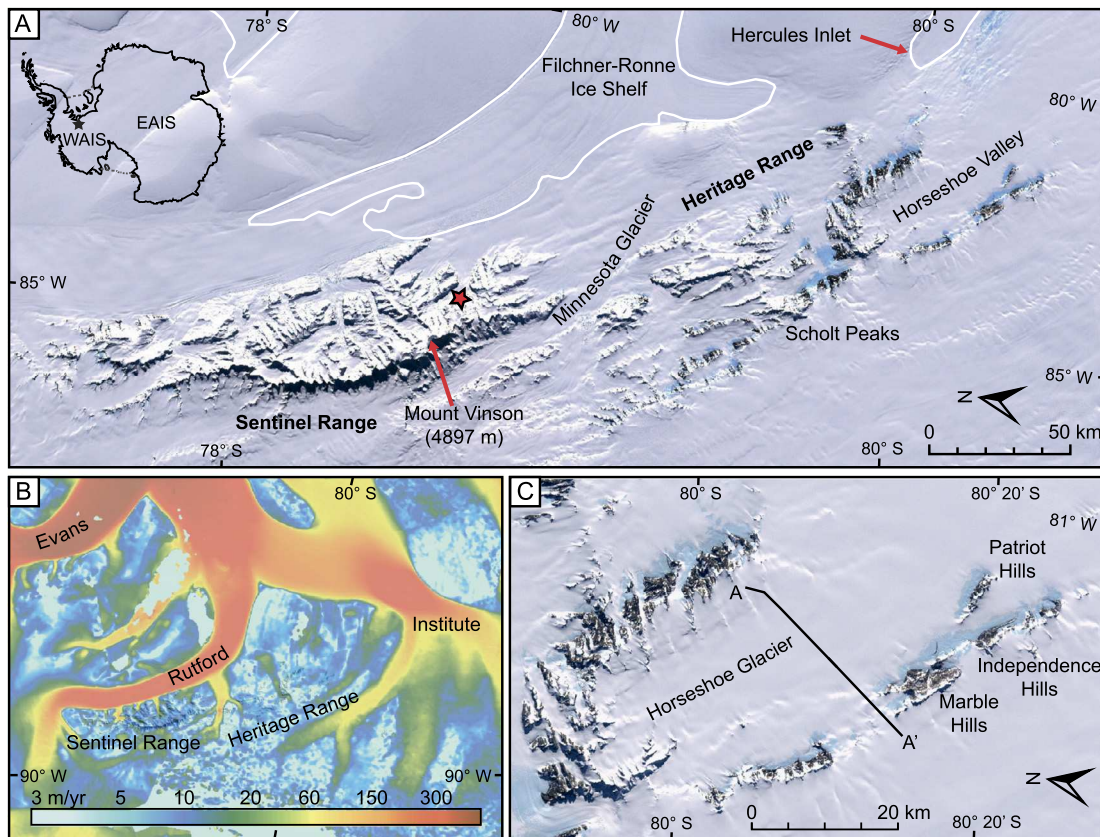 A
78° S
80° W
80° S
Hercules Inlet
Filchner-Ronne
Ice Shelf
80° W
WAIS
EAIS
Heritage Range
Horseshoe Valley
Minnesota Glacier
85° W
Scholt Peaks
Mount Vinson
(4897 m)
Sentinel Range
85° W
N
0
50 km
78° S
80° S
B
80° S
Evans
Institute
Rutford
Heritage Range
Sentinel Range
90° W
90° W
3 m/yr
5
10
20
60
150
300
C
80° S
80° 20' S
81° W
Patriot
Hills
A
Horseshoe Glacier
Independence
Hills
Marble
Hills
A'
N
0
20 km
80° S
80° 20' S